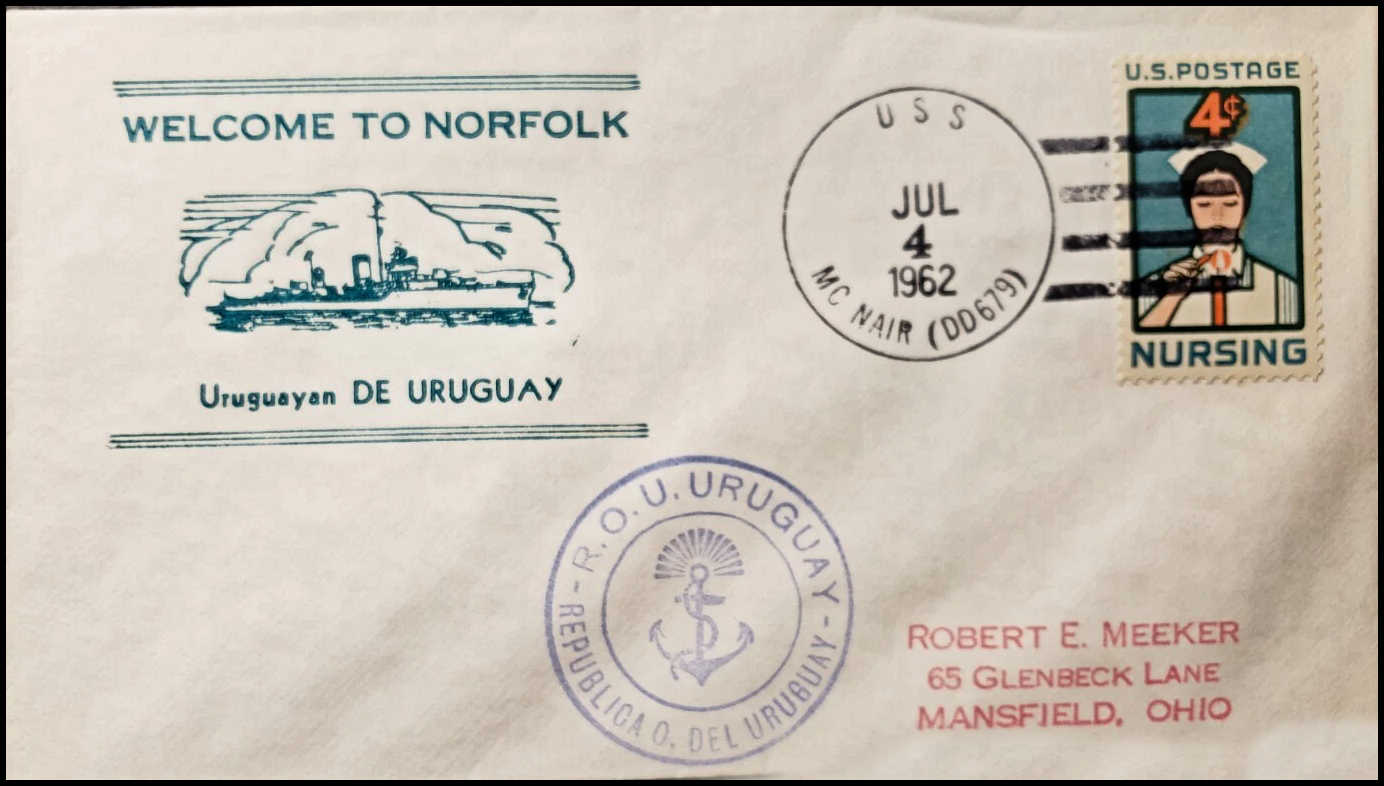 WELCOME TO NORFOLK
Uruguayan DE URUGUAY
USS
JUL
4
1962
MC NAIR (DD679)
U.S. POSTAGE
4¢
NURSING
- R.O.U. URUGUAY -
REPUBLICA O. DEL URUGUAY
ROBERT E. MEEKER
65 GLENBECK LANE
MANSFIELD, OHIO